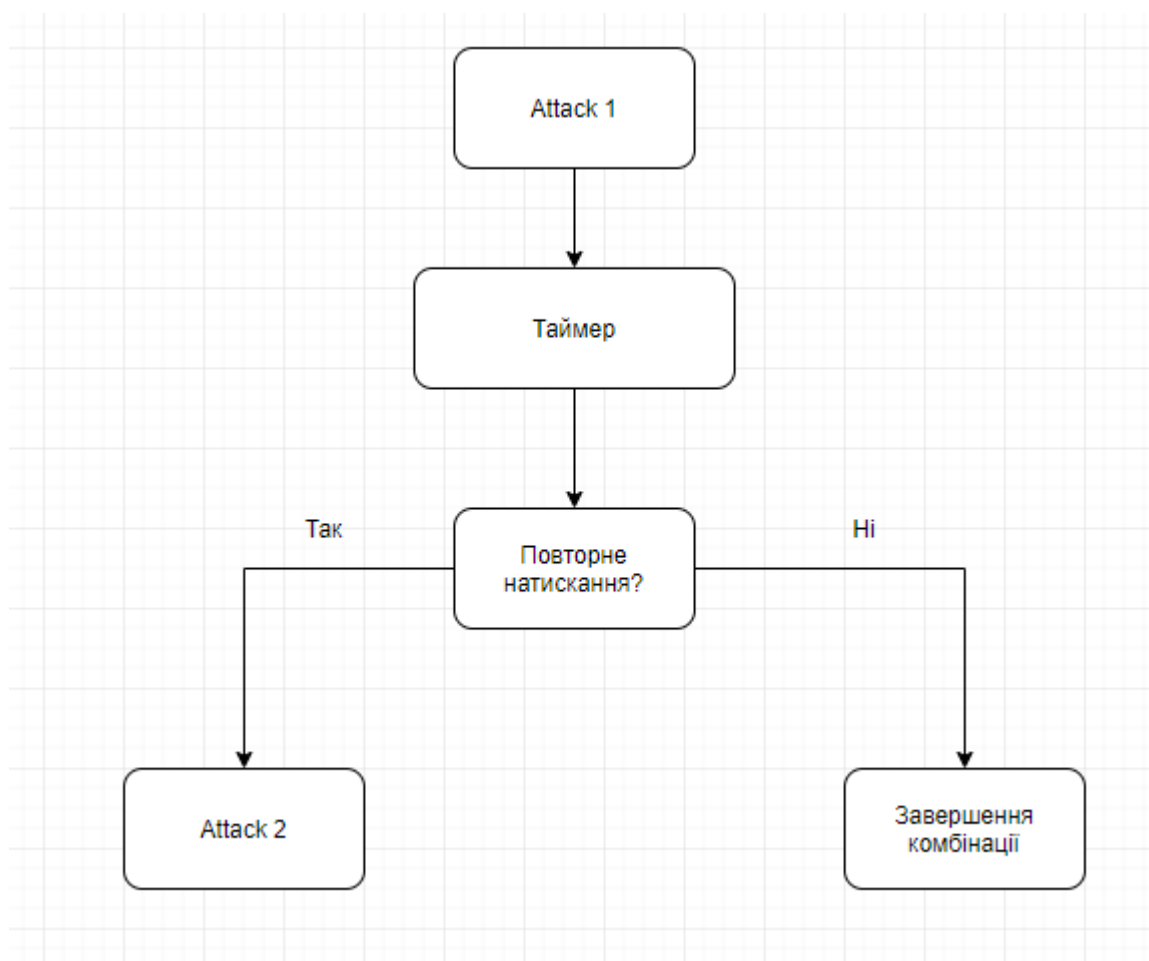 Attack 1
Таймер
Так
Ні
Повторне
натискання?
Attack 2
Завершення
комбінації